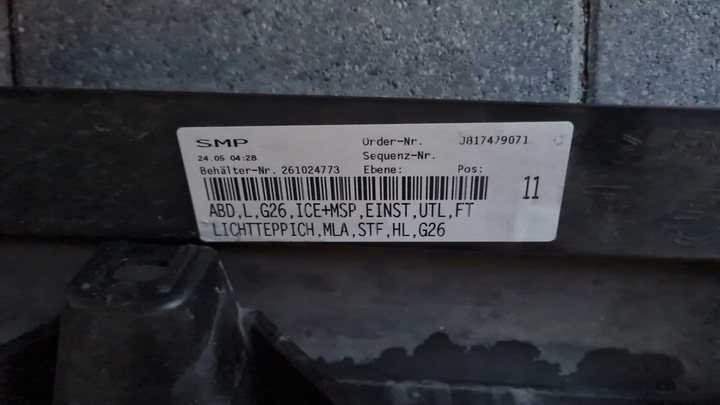 SMP Order-Nr. J817479071
24.05 04:28 Sequenz-Nr.
Behälter-Nr. 261024773 Ebene: Pos:
11
ABD,L,G26,ICE+MSP,EINST,UTL,FT
LICHTTEPPICH,MLA,STF,HL,G26